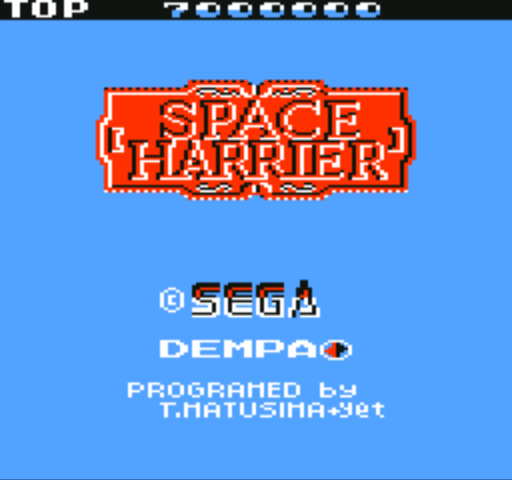 TOP 7000000
SPACE
HARRIER
© SEGA
DEMPA
PROGRAMED by
T.MATUSIMA+yet